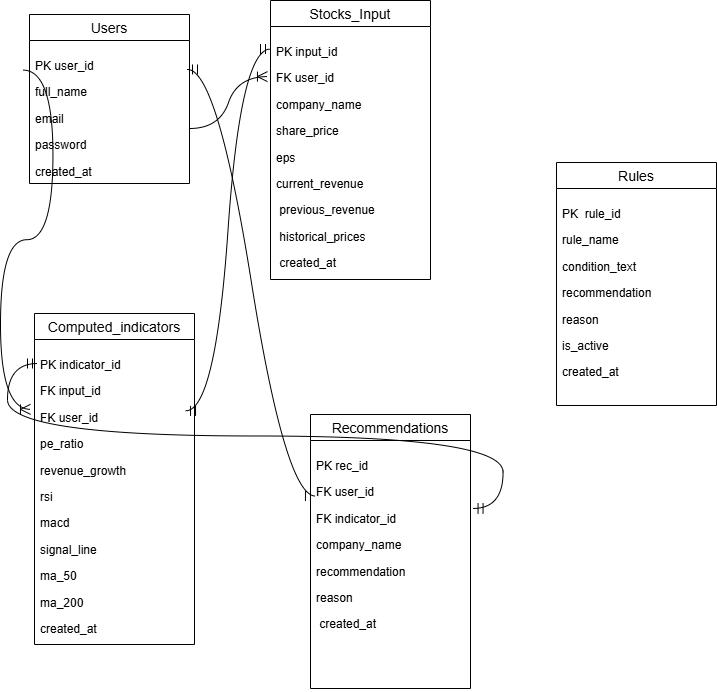 Users
PK user_id
full_name
email
password
created_at
Stocks_Input
PK input_id
FK user_id
company_name
share_price
eps
current_revenue
previous_revenue
historical_prices
created_at
Rules
PK  rule_id
rule_name
condition_text
recommendation
reason
is_active
created_at
Computed_indicators
PK indicator_id
FK input_id
FK user_id
pe_ratio
revenue_growth
rsi
macd
signal_line
ma_50
ma_200
created_at
Recommendations
PK rec_id
FK user_id
FK indicator_id
company_name
recommendation
reason
created_at